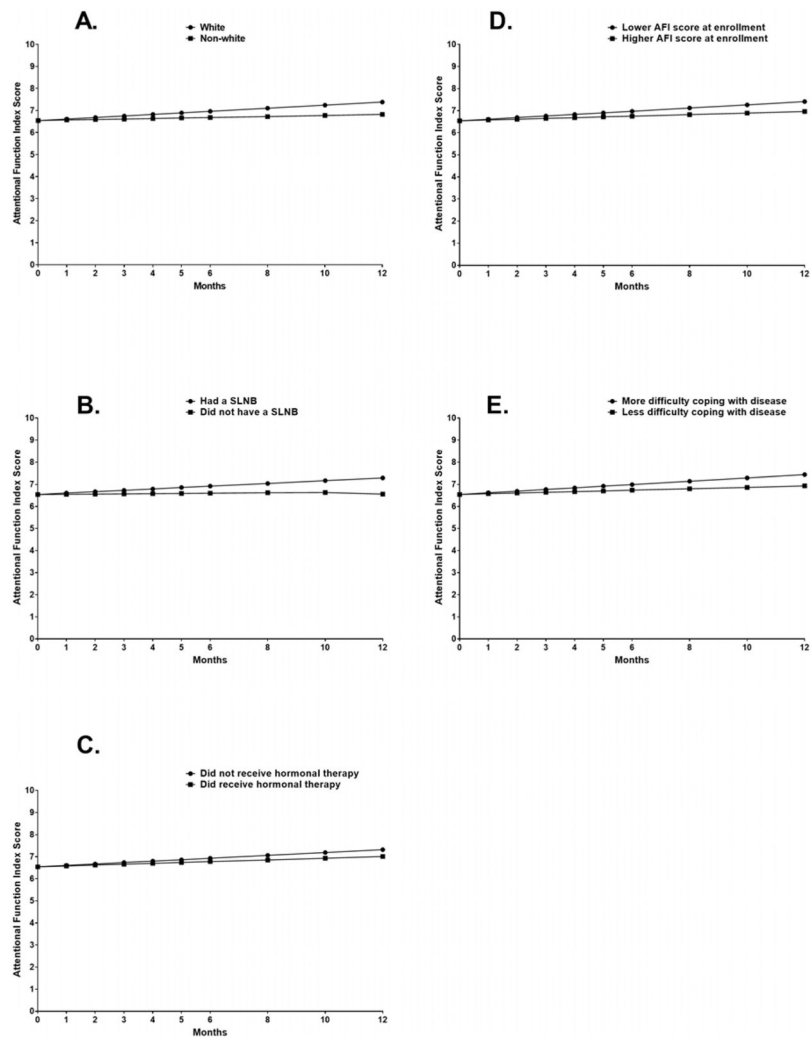 A.
White
Non-white
Attentional Function Index Score
10
9
8
7
6
5
4
3
2
1
0
0 1 2 3 4 5 6 8 10 12
Months
B.
Had a SLNB
Did not have a SLNB
Attentional Function Index Score
10
9
8
7
6
5
4
3
2
1
0
0 1 2 3 4 5 6 8 10 12
Months
C.
Did not receive hormonal therapy
Did receive hormonal therapy
Attentional Function Index Score
10
9
8
7
6
5
4
3
2
1
0
0 1 2 3 4 5 6 8 10 12
Months
D.
Lower AFI score at enrollment
Higher AFI score at enrollment
Attentional Function Index Score
10
9
8
7
6
5
4
3
2
1
0
0 1 2 3 4 5 6 8 10 12
Months
E.
More difficulty coping with disease
Less difficulty coping with disease
Attentional Function Index Score
10
9
8
7
6
5
4
3
2
1
0
0 1 2 3 4 5 6 8 10 12
Months